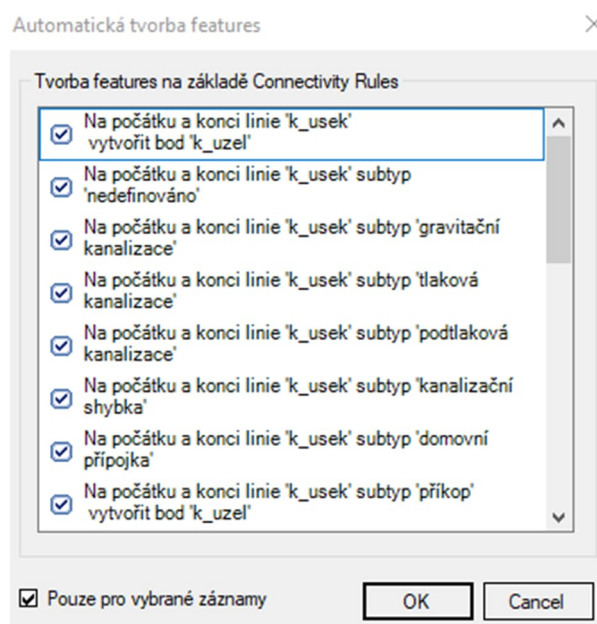 Automatická tvorba features
Tvorba features na základě Connectivity Rules
Na počátku a konci linie 'k_usek'
vytvořit bod 'k_uzel'
Na počátku a konci linie 'k_usek' subtyp
'nedefinováno'
Na počátku a konci linie 'k_usek' subtyp 'gravitační
kanalizace'
Na počátku a konci linie 'k_usek' subtyp 'tlaková
kanalizace'
Na počátku a konci linie 'k_usek' subtyp 'podtlaková
kanalizace'
Na počátku a konci linie 'k_usek' subtyp 'kanalizační
shybka'
Na počátku a konci linie 'k_usek' subtyp 'domovní
přípojka'
Na počátku a konci linie 'k_usek' subtyp 'příkop'
vytvořit bod 'k_uzel'
Pouze pro vybrané záznamy
OK
Cancel